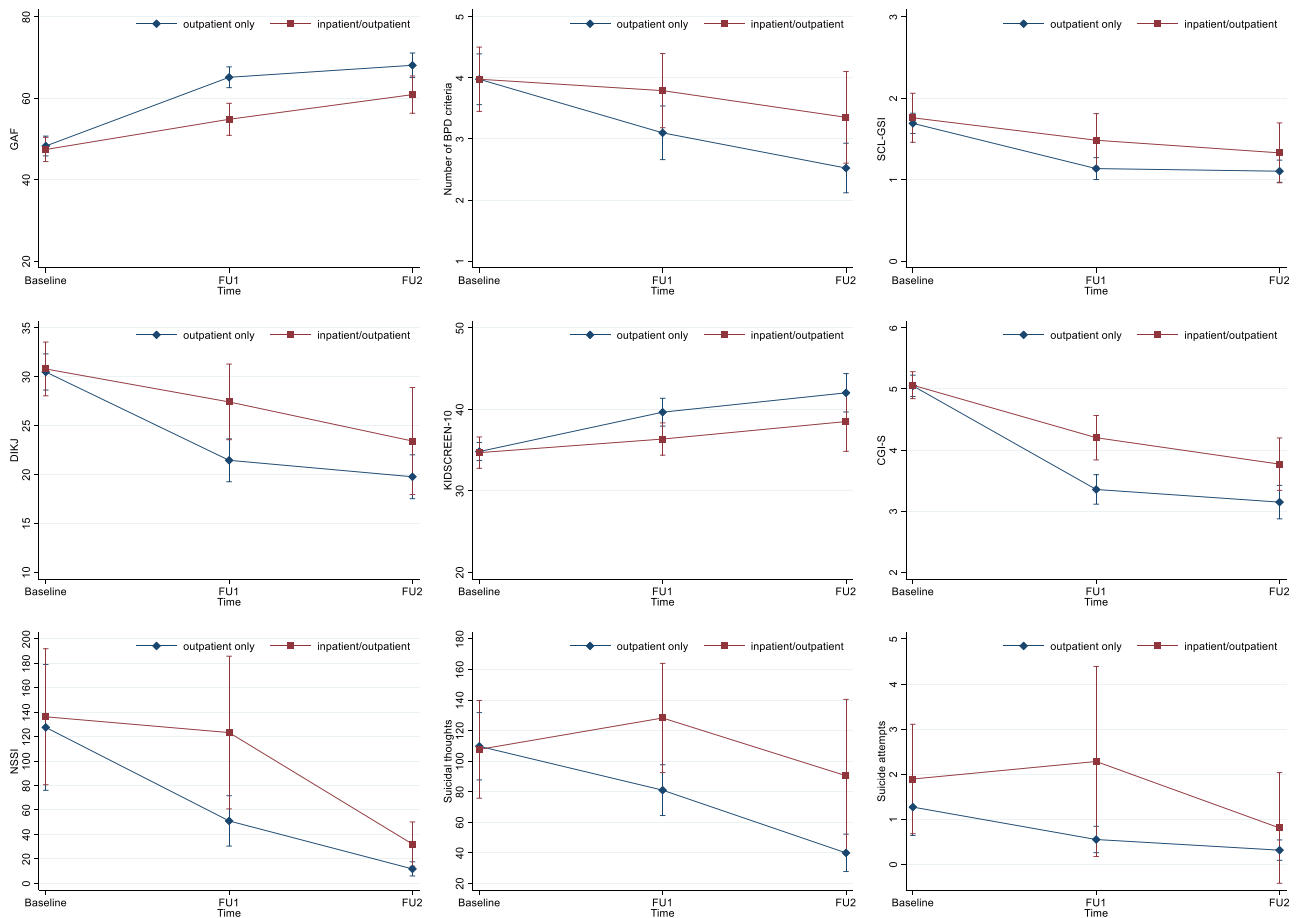 outpatient only inpatient/outpatient
GAF
80
60
40
20
Baseline FU1 FU2
Time
outpatient only inpatient/outpatient
Number of BPD criteria
5
4
3
2
1
Baseline FU1 FU2
Time
outpatient only inpatient/outpatient
SCL-GSI
3
2
1
0
Baseline FU1 FU2
Time
outpatient only inpatient/outpatient
DIKJ
35
30
25
20
15
10
Baseline FU1 FU2
Time
outpatient only inpatient/outpatient
KIDSCREEN-10
50
40
30
20
Baseline FU1 FU2
Time
outpatient only inpatient/outpatient
CGI-S
6
5
4
3
2
Baseline FU1 FU2
Time
outpatient only inpatient/outpatient
NSSI
200
180
160
140
120
100
80
60
40
20
0
Baseline FU1 FU2
Time
outpatient only inpatient/outpatient
Suicidal thoughts
180
160
140
120
100
80
60
40
20
Baseline FU1 FU2
Time
outpatient only inpatient/outpatient
Suicide attempts
5
4
3
2
1
0
Baseline FU1 FU2
Time